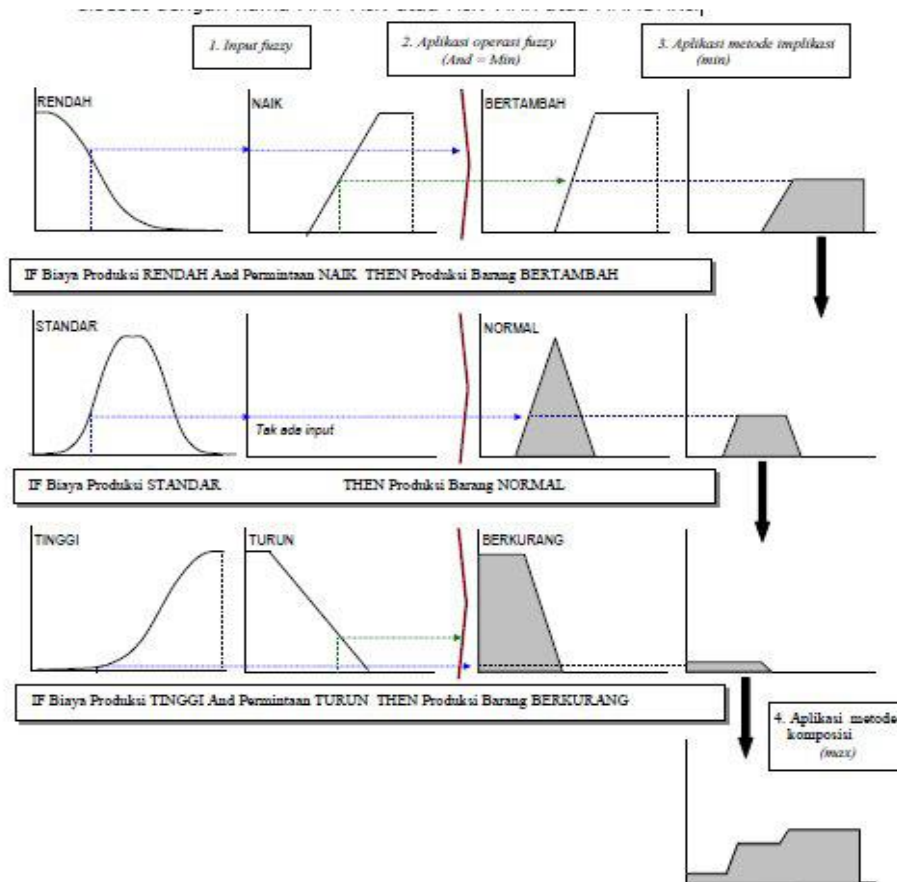 1. Input fuzzy
2. Aplikasi operasi fuzzy
(And = Min)
3. Aplikasi metode implikasi
(min)
RENDAH
NAIK
BERTAMBAH
IF Biaya Produksi RENDAH And Permintaan NAIK THEN Produksi Barang BERTAMBAH
STANDAR
NORMAL
Tak ada input
IF Biaya Produksi STANDAR THEN Produksi Barang NORMAL
TINGGI
TURUN
BERKURANG
IF Biaya Produksi TINGGI And Permintaan TURUN THEN Produksi Barang BERKURANG
4. Aplikasi metode
komposisi
(max)